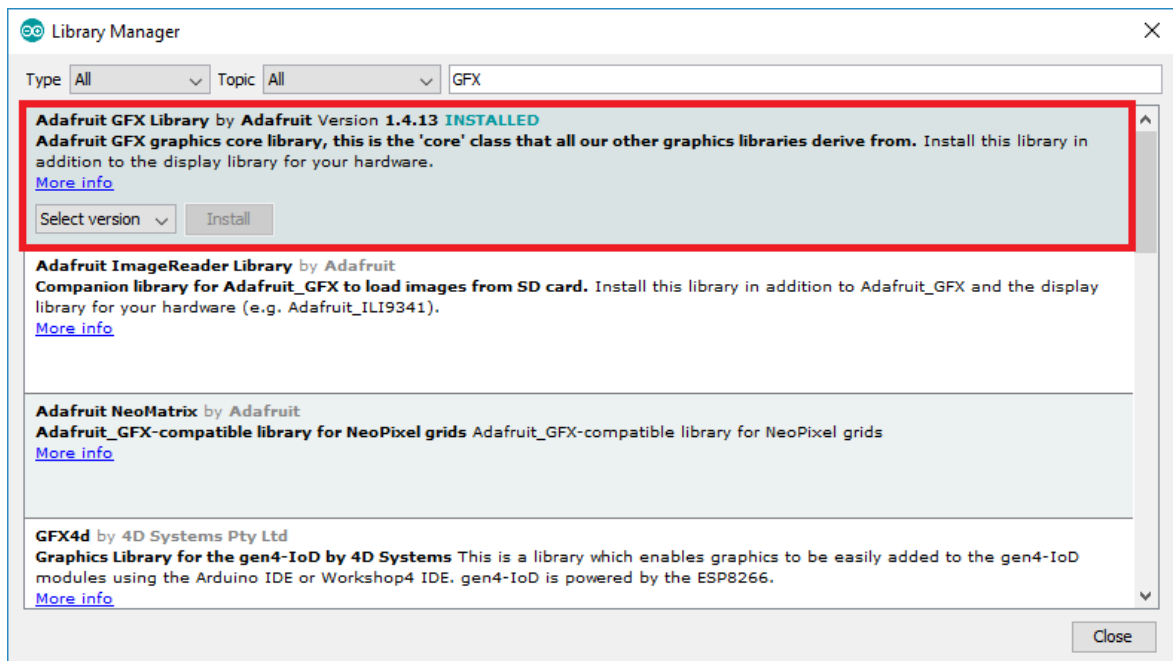 Library Manager
Type All Topic All GFX
Adafruit GFX Library by Adafruit Version 1.4.13 INSTALLED
Adafruit GFX graphics core library, this is the 'core' class that all our other graphics libraries derive from. Install this library in
addition to the display library for your hardware.
More info
Select version Install
Adafruit ImageReader Library by Adafruit
Companion library for Adafruit_GFX to load images from SD card. Install this library in addition to Adafruit_GFX and the display
library for your hardware (e.g. Adafruit_ILI9341).
More info
Adafruit NeoMatrix by Adafruit
Adafruit_GFX-compatible library for NeoPixel grids Adafruit_GFX-compatible library for NeoPixel grids
More info
GFX4d by 4D Systems Pty Ltd
Graphics Library for the gen4-IoD by 4D Systems This is a library which enables graphics to be easily added to the gen4-IoD
modules using the Arduino IDE or Workshop4 IDE. gen4-IoD is powered by the ESP8266.
More info
Close